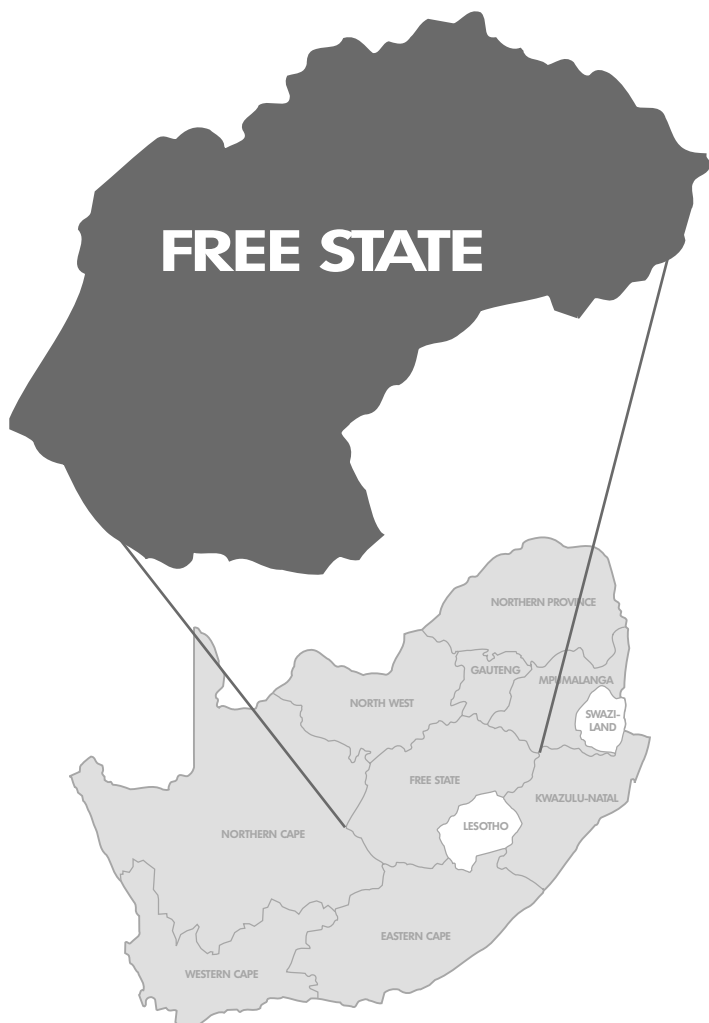 FREE STATE
NORTHERN PROVINCE
GAUTENG
MPUMALANGA
NORTH WEST
SWAZI-
LAND
FREE STATE
KWAZULU-NATAL
LESOTHO
NORTHERN CAPE
EASTERN CAPE
WESTERN CAPE